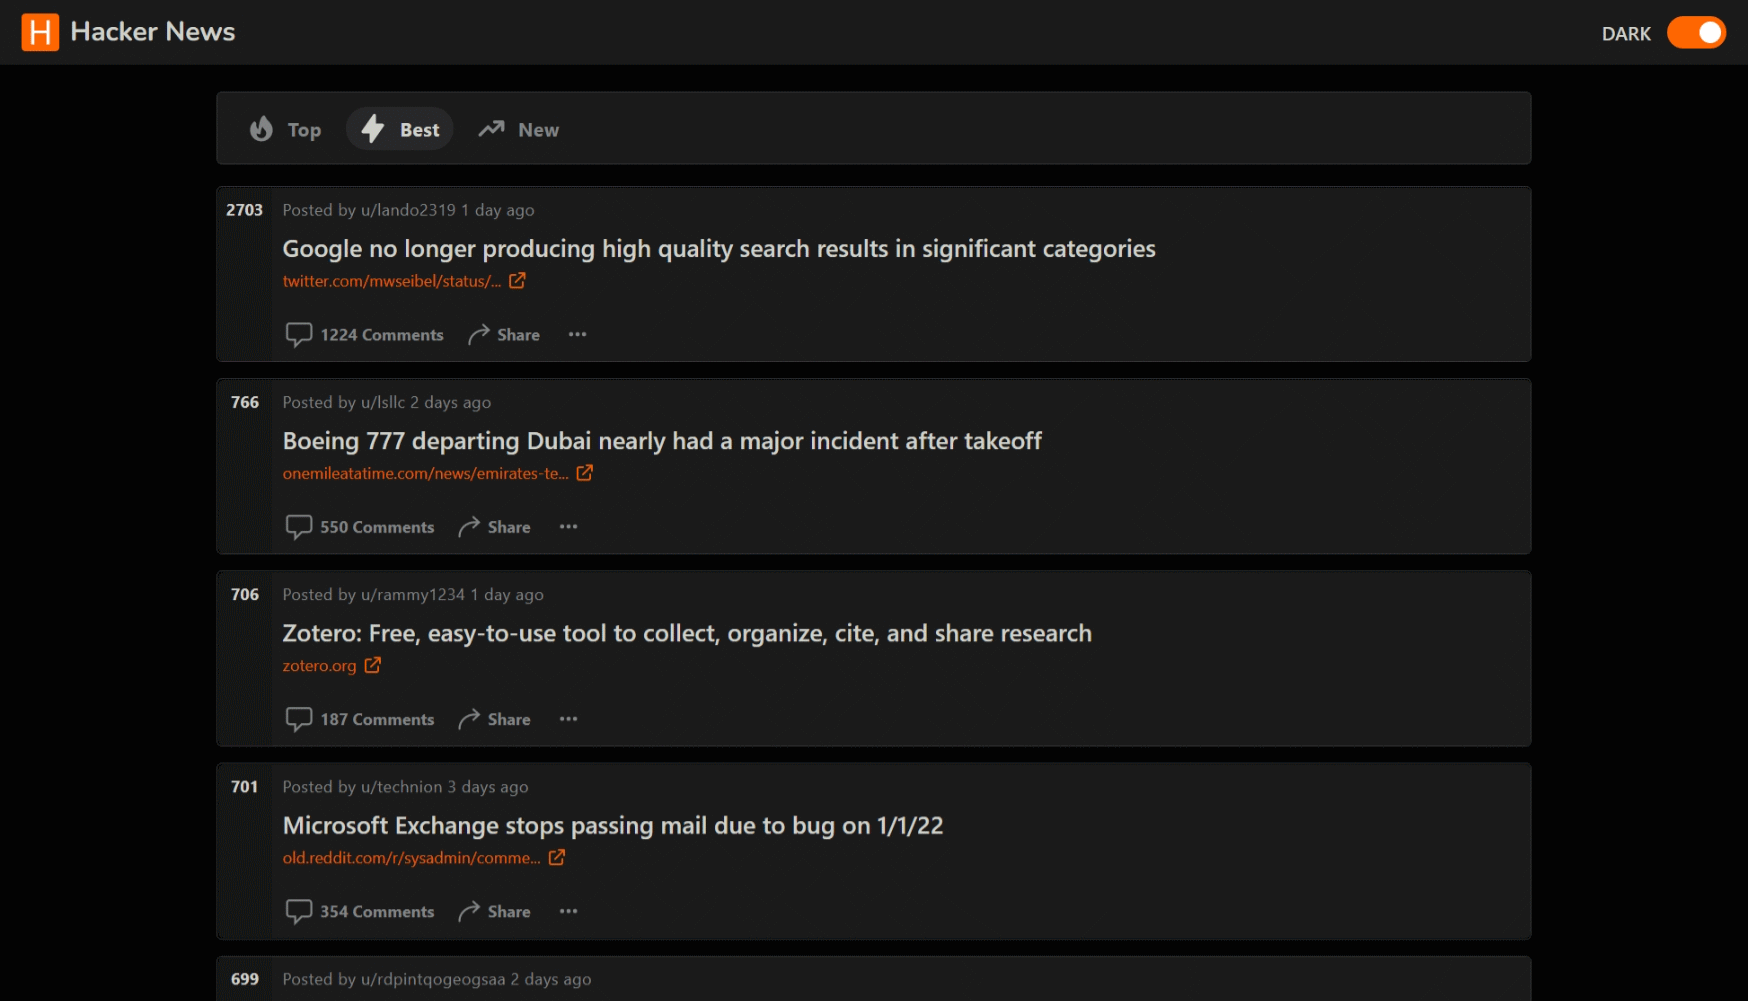 H Hacker News DARK
Top Best New
2703 Posted by u/lando2319 1 day ago
Google no longer producing high quality search results in significant categories
twitter.com/mwseibel/status/...
1224 Comments Share ...
766 Posted by u/lsllc 2 days ago
Boeing 777 departing Dubai nearly had a major incident after takeoff
onemileatatime.com/news/emirates-te...
550 Comments Share ...
706 Posted by u/rammy1234 1 day ago
Zotero: Free, easy-to-use tool to collect, organize, cite, and share research
zotero.org
187 Comments Share ...
701 Posted by u/technion 3 days ago
Microsoft Exchange stops passing mail due to bug on 1/1/22
old.reddit.com/r/sysadmin/comme...
354 Comments Share ...
699 Posted by u/rdpintqogeogsaa 2 days ago